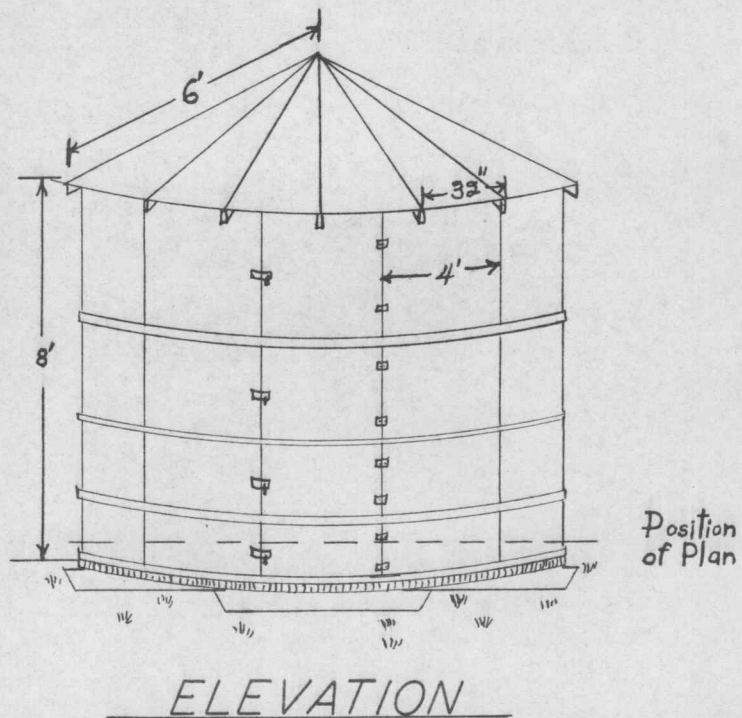 6'
32"
4'
8'
Position
of Plan
ELEVATION